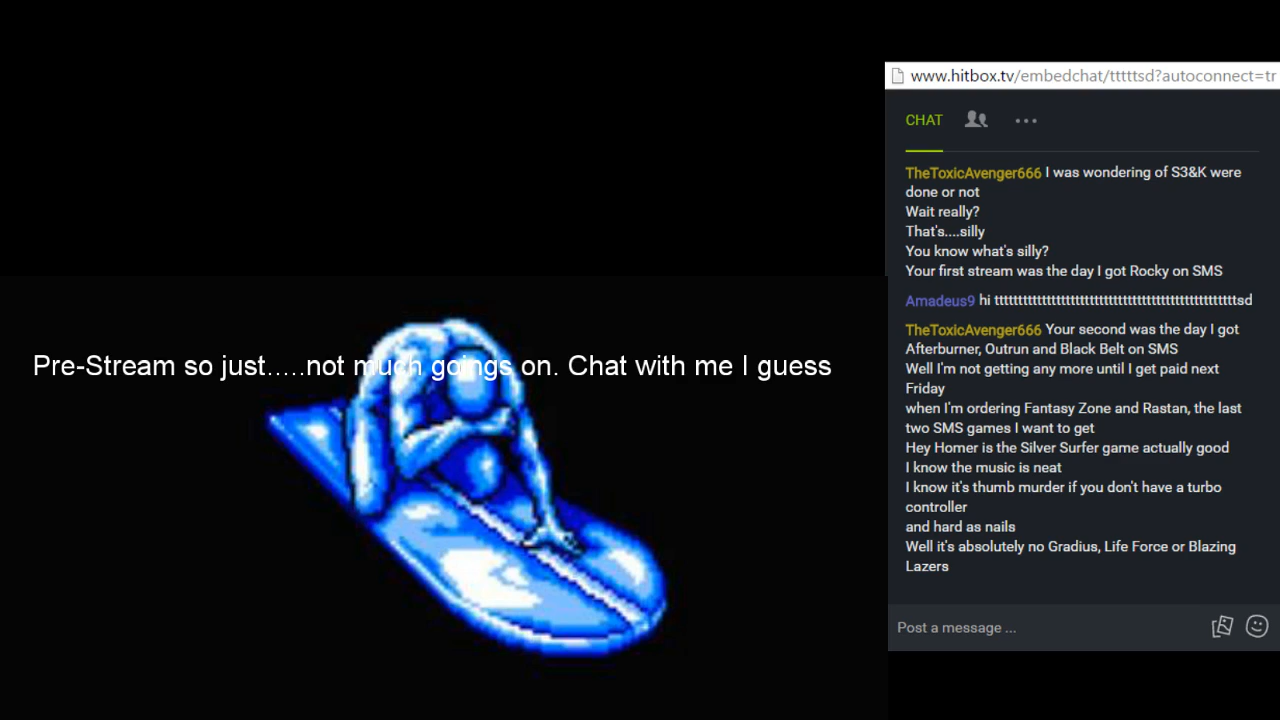 www.hitbox.tv/embedchat/tttttsd?autoconnect=tr
CHAT
TheToxicAvenger666 I was wondering of S3&K were
done or not
Wait really?
That's....silly
You know what's silly?
Your first stream was the day I got Rocky on SMS
Amadeus9 hi tttttttttttttttttttttttttttttttttttttttttttttttttsd
TheToxicAvenger666 Your second was the day I got
Afterburner, Outrun and Black Belt on SMS
Well I'm not getting any more until I get paid next
Friday
when I'm ordering Fantasy Zone and Rastan, the last
two SMS games I want to get
Hey Homer is the Silver Surfer game actually good
I know the music is neat
I know it's thumb murder if you don't have a turbo
controller
and hard as nails
Well it's absolutely no Gradius, Life Force or Blazing
Lazers
Post a message ...
Pre-Stream so just.....not much goings on. Chat with me I guess